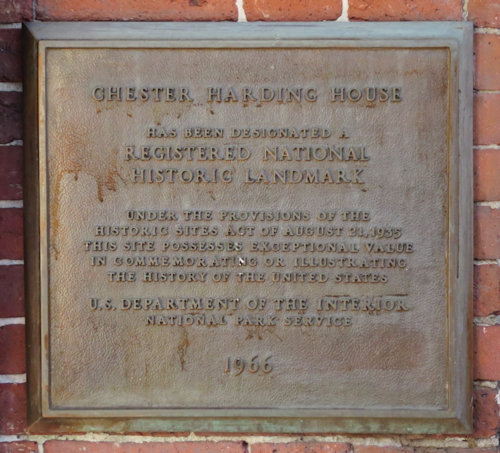 CHESTER HARDING HOUSE
HAS BEEN DESIGNATED A
REGISTERED NATIONAL
HISTORIC LANDMARK
UNDER THE PROVISIONS OF THE
HISTORIC SITES ACT OF AUGUST 21, 1935
THIS SITE POSSESSES EXCEPTIONAL VALUE
IN COMMEMORATING OR ILLUSTRATING
THE HISTORY OF THE UNITED STATES
U.S. DEPARTMENT OF THE INTERIOR
NATIONAL PARK SERVICE
1966